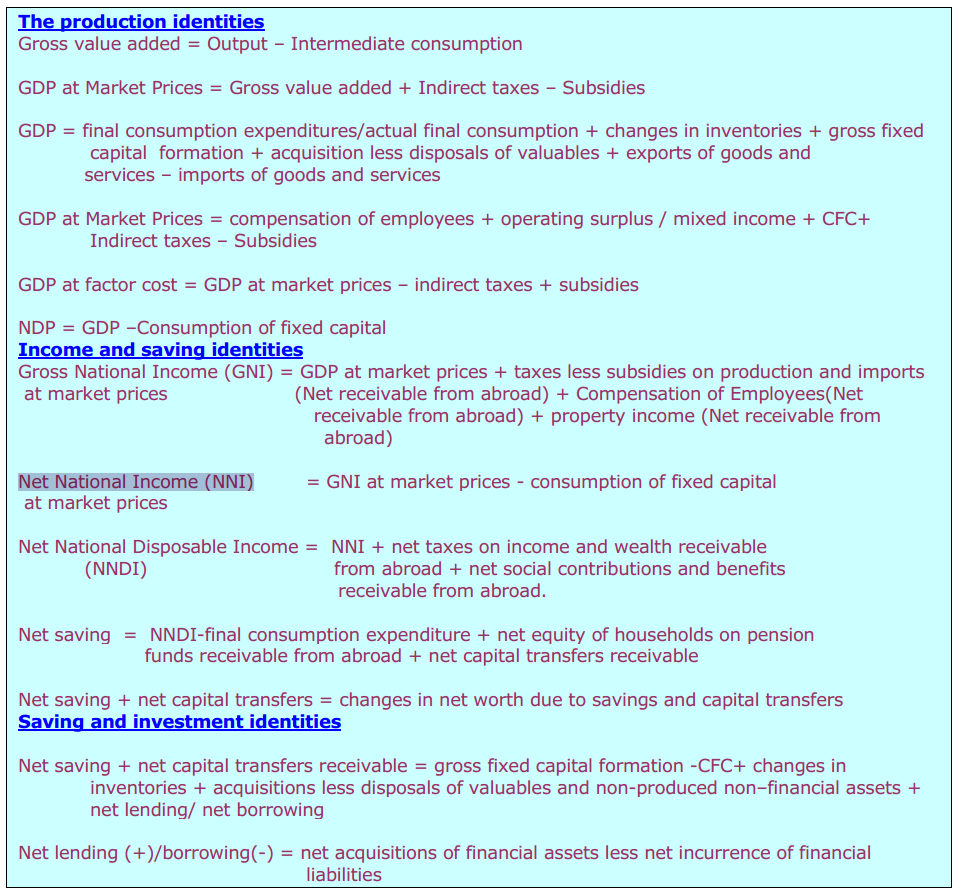 The production identities
Gross value added = Output – Intermediate consumption
GDP at Market Prices = Gross value added + Indirect taxes – Subsidies
GDP = final consumption expenditures/actual final consumption + changes in inventories + gross fixed
capital formation + acquisition less disposals of valuables + exports of goods and
services – imports of goods and services
GDP at Market Prices = compensation of employees + operating surplus / mixed income + CFC+
Indirect taxes – Subsidies
GDP at factor cost = GDP at market prices – indirect taxes + subsidies
NDP = GDP –Consumption of fixed capital
Income and saving identities
Gross National Income (GNI) = GDP at market prices + taxes less subsidies on production and imports
at market prices (Net receivable from abroad) + Compensation of Employees(Net
receivable from abroad) + property income (Net receivable from
abroad)
Net National Income (NNI) = GNI at market prices - consumption of fixed capital
at market prices
Net National Disposable Income = NNI + net taxes on income and wealth receivable
(NNDI) from abroad + net social contributions and benefits
receivable from abroad.
Net saving = NNDI-final consumption expenditure + net equity of households on pension
funds receivable from abroad + net capital transfers receivable
Net saving + net capital transfers = changes in net worth due to savings and capital transfers
Saving and investment identities
Net saving + net capital transfers receivable = gross fixed capital formation -CFC+ changes in
inventories + acquisitions less disposals of valuables and non-produced non–financial assets +
net lending/ net borrowing
Net lending (+)/borrowing(-) = net acquisitions of financial assets less net incurrence of financial
liabilities